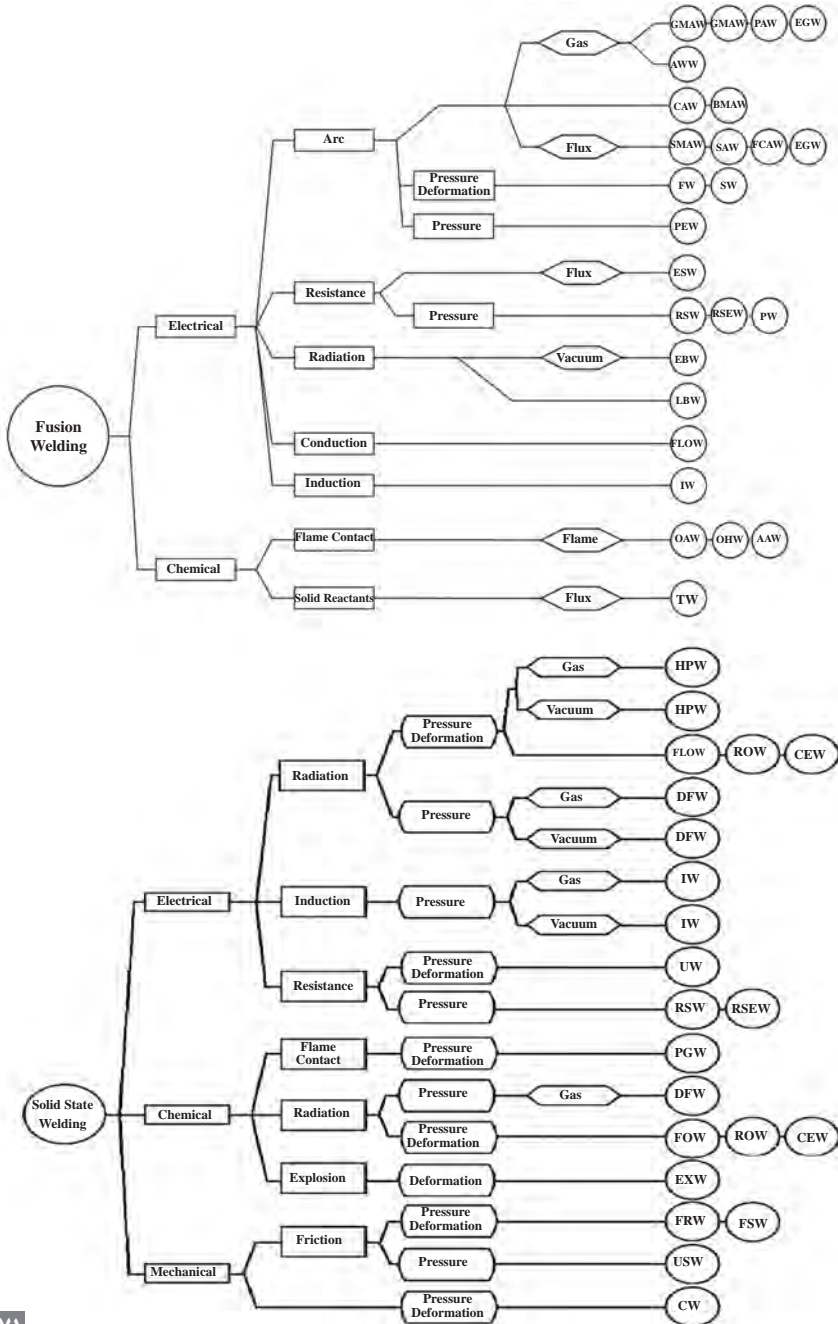 Gas
GMAW GMAW PAW EGW
AWW
CAW BMAW
Arc
Flux
SMAW SAW FCAW EGW
Pressure
Deformation
FW SW
Pressure
PEW
Flux
ESW
Resistance
Pressure
RSW RSEW PW
Electrical
Radiation
Vacuum
EBW
LBW
Fusion
Welding
Conduction
FLOW
Induction
IW
Flame Contact
Flame
OAW OHW AAW
Chemical
Solid Reactants
Flux
TW
Gas
HPW
Vacuum
HPW
Pressure
Deformation
FLOW ROW CEW
Radiation
Gas
DFW
Pressure
Vacuum
DFW
Gas
IW
Electrical
Induction
Pressure
Vacuum
IW
Pressure
Deformation
UW
Resistance
Pressure
RSW RSEW
Flame
Contact
Pressure
Deformation
PGW
Solid State
Welding
Chemical
Radiation
Pressure
Gas
DFW
Pressure
Deformation
FOW ROW CEW
Explosion
Deformation
EXW
Pressure
Deformation
FRW FSW
Friction
Pressure
USW
Mechanical
Pressure
Deformation
CW